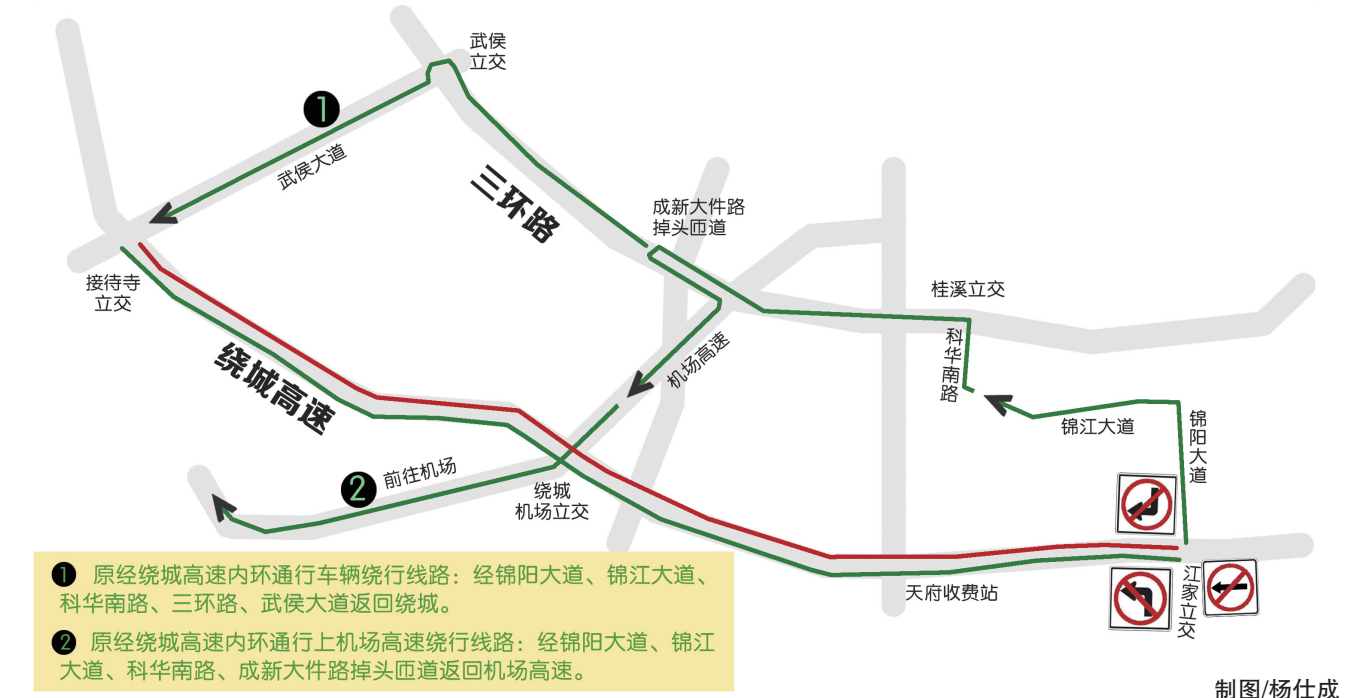 武侯
立交
1
武侯大道
三环路
成新大件路
掉头匝道
接待寺
立交
桂溪立交
科华南路
机场高速
绕城高速
锦江大道
锦阳大道
2
前往机场
绕城
机场立交
天府收费站
江家立交
1 原经绕城高速内环通行车辆绕行线路：经锦阳大道、锦江大道、
科华南路、三环路、武侯大道返回绕城。
2 原经绕城高速内环通行上机场高速绕行线路：经锦阳大道、锦江
大道、科华南路、成新大件路掉头匝道返回机场高速。
制图/杨仕成